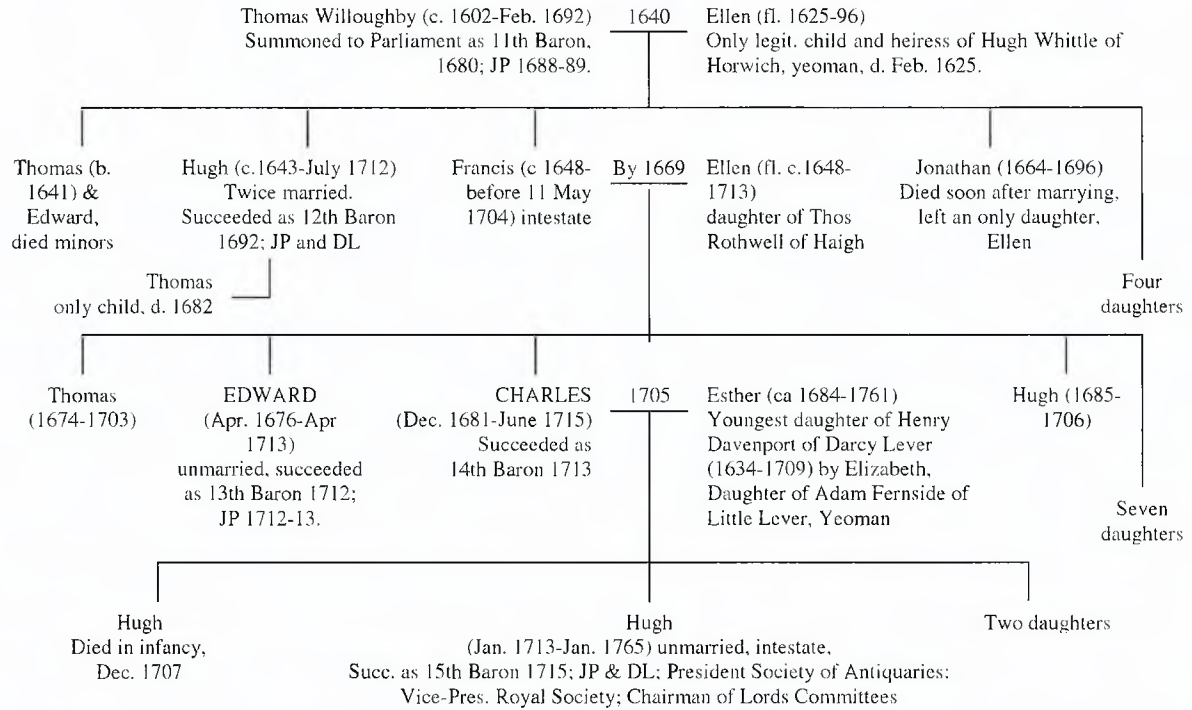 Thomas Willoughby (c. 1602-Feb. 1692)
Summoned to Parliament as 11th Baron,
1680; JP 1688-89.
1640
Ellen (fl. 1625-96)
Only legit. child and heiress of Hugh Whittle of
Horwich, yeoman, d. Feb. 1625.
Thomas (b.
1641) &
Edward,
died minors
Hugh (c.1643-July 1712)
Twice married.
Succeeded as 12th Baron
1692; JP and DL
Thomas
only child, d. 1682
Francis (c 1648-
before 11 May
1704) intestate
By 1669
Ellen (fl. c.1648-
1713)
daughter of Thos
Rothwell of Haigh
Jonathan (1664-1696)
Died soon after marrying,
left an only daughter,
Ellen
Four
daughters
Thomas
(1674-1703)
EDWARD
(Apr. 1676-Apr
1713)
unmarried, succeeded
as 13th Baron 1712;
JP 1712-13.
CHARLES
(Dec. 1681-June 1715)
Succeeded as
14th Baron 1713
1705
Esther (ca 1684-1761)
Youngest daughter of Henry
Davenport of Darcy Lever
(1634-1709) by Elizabeth,
Daughter of Adam Fernside of
Little Lever, Yeoman
Hugh (1685-
1706)
Seven
daughters
Hugh
Died in infancy,
Dec. 1707
Hugh
(Jan. 1713-Jan. 1765) unmarried, intestate,
Succ. as 15th Baron 1715; JP & DL; President Society of Antiquaries:
Vice-Pres. Royal Society; Chairman of Lords Committees
Two daughters